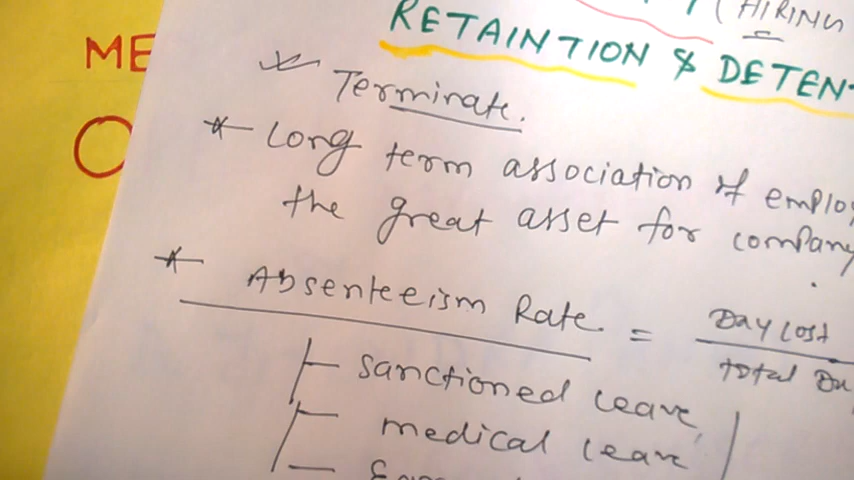 (HIRING
RETAINTION & DETEN
Terminate.
* Long term association of emplo
the great asset for company
* Absenteeism Rate. = Day Lost
total Da
sanctioned leave
medical leave
ME
O